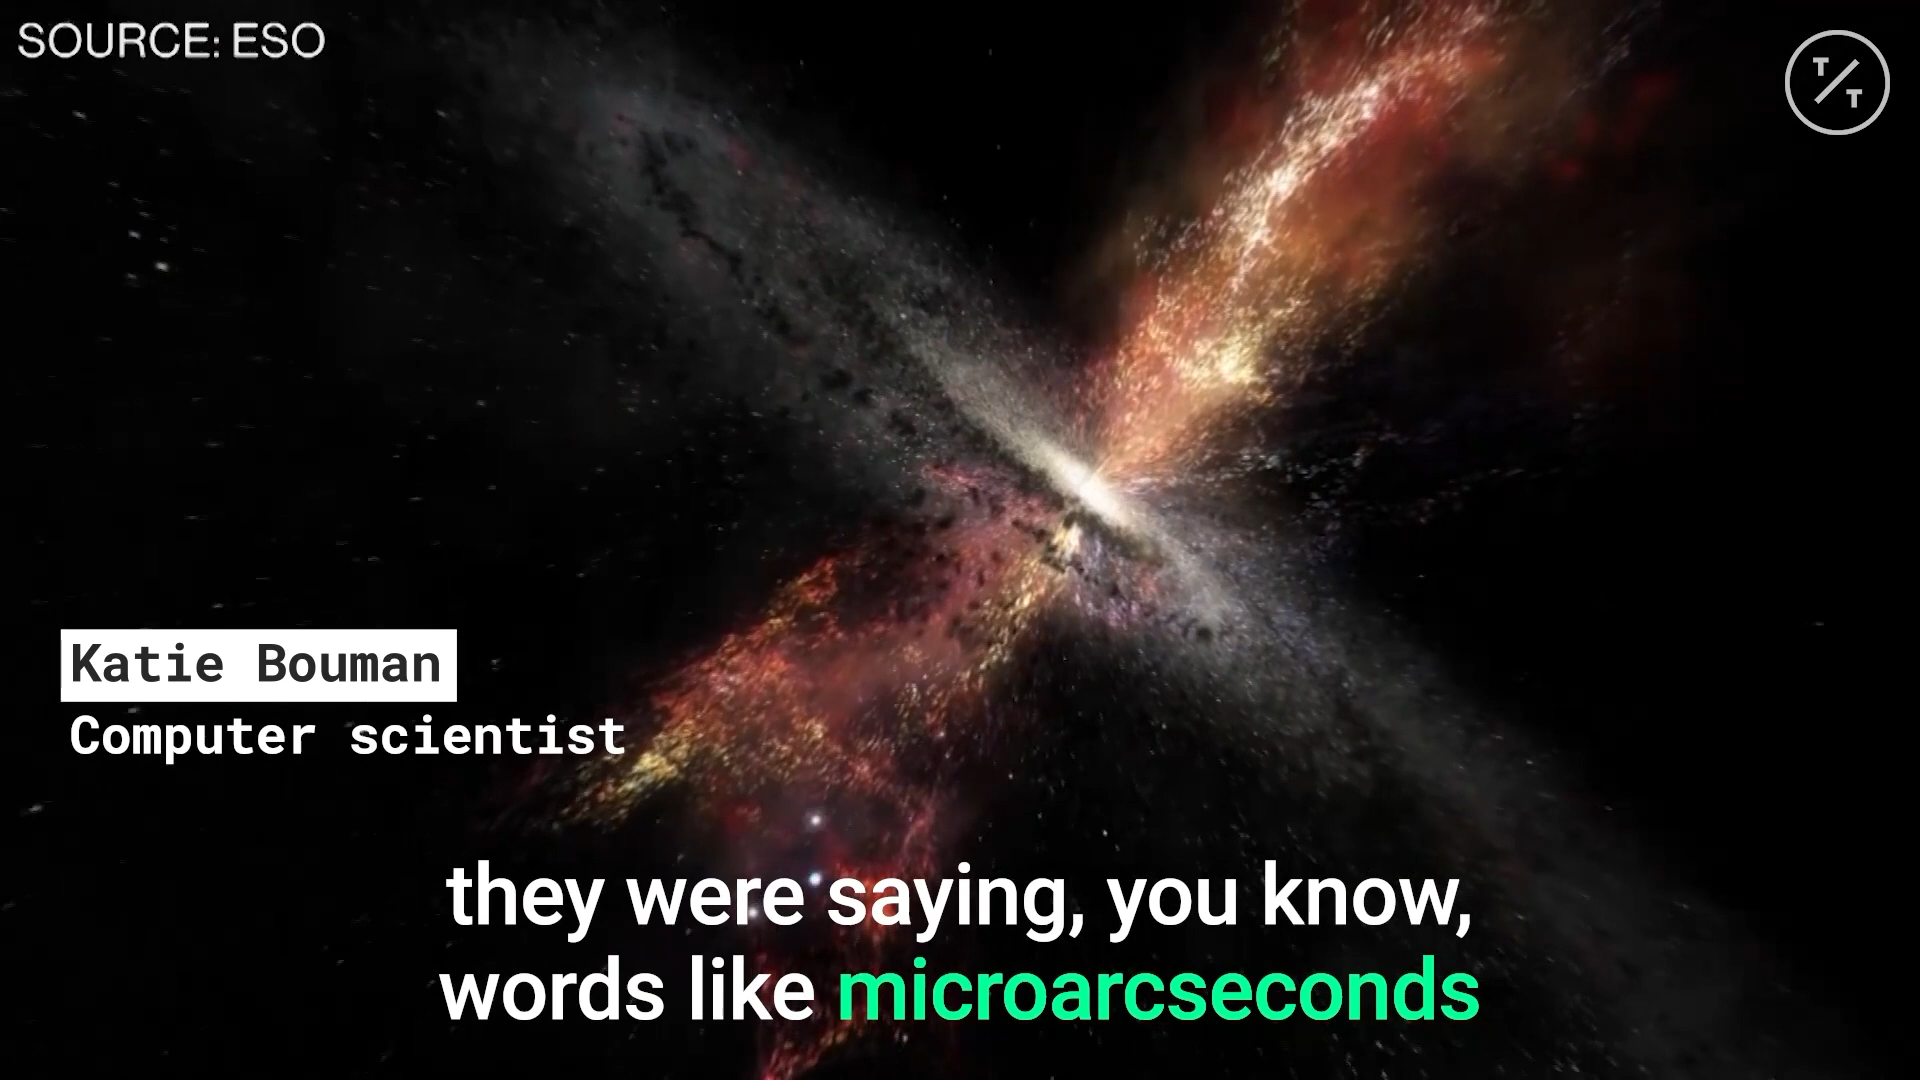 SOURCE: ESO
T/T
Katie Bouman
Computer scientist
they were saying, you know,
words like microarcseconds